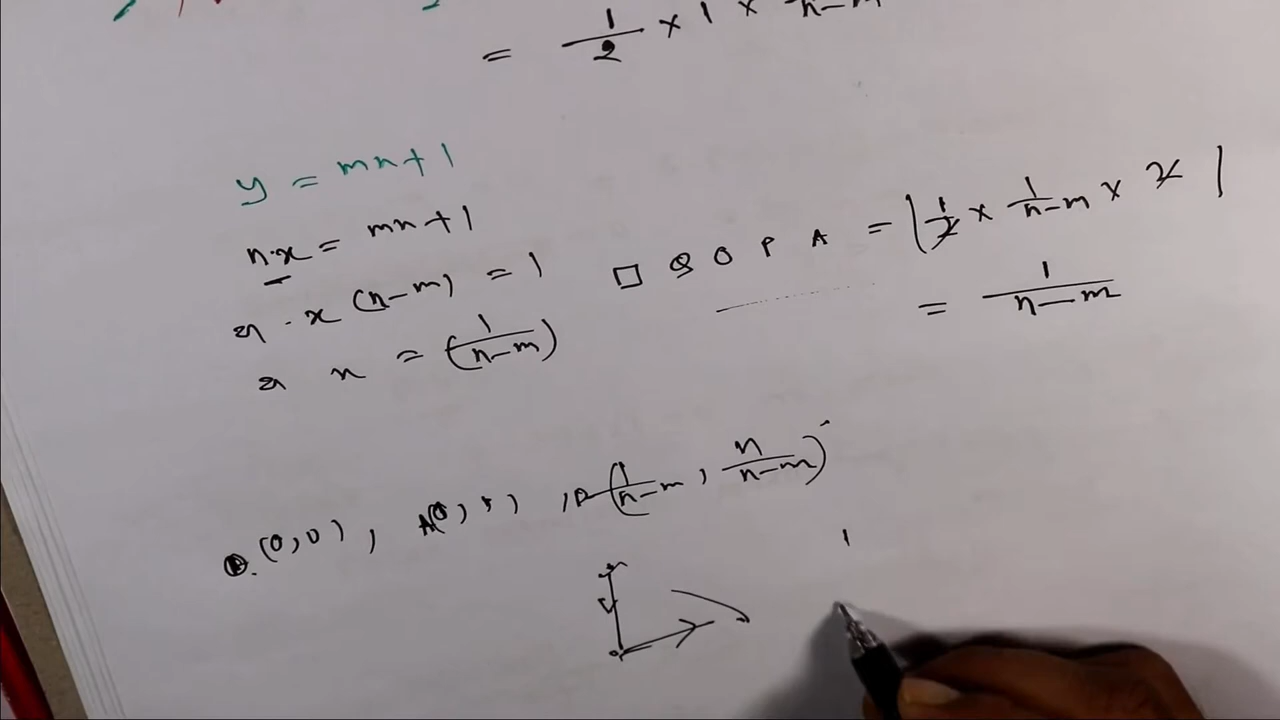 = 1/2 × 1 × 1/n-m
y = mx+1
n·x = mx+1
বা · x (n-m) = 1
বা x = (1/n-m)
□ Q O P A = |1/2 × 1/n-m × 2|
= 1/n-m
O. (0,0), A(0,1), P(1/n-m, n/n-m)